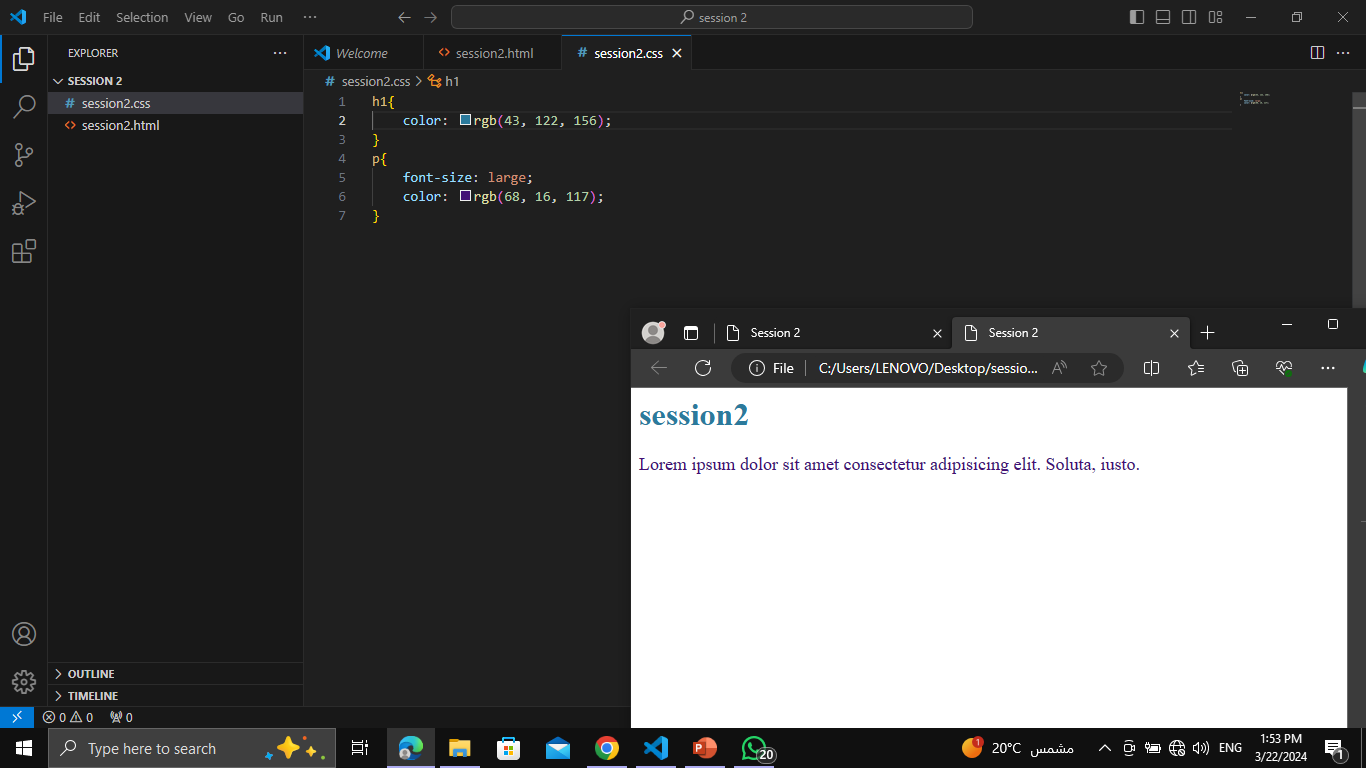 File Edit Selection View Go Run ··· session 2
EXPLORER ···
SESSION 2
session2.css
session2.html
OUTLINE
TIMELINE
Welcome session2.html # session2.css
# session2.css > h1
1 h1{
2 color: rgb(43, 122, 156);
3 }
4 p{
5 font-size: large;
6 color: rgb(68, 16, 117);
7 }
Session 2 Session 2
File C:/Users/LENOVO/Desktop/sessio...
session2
Lorem ipsum dolor sit amet consectetur adipisicing elit. Soluta, iusto.
0 0 0
Type here to search 20 1 20°C مشمس ENG 1:53 PM
3/22/2024 1